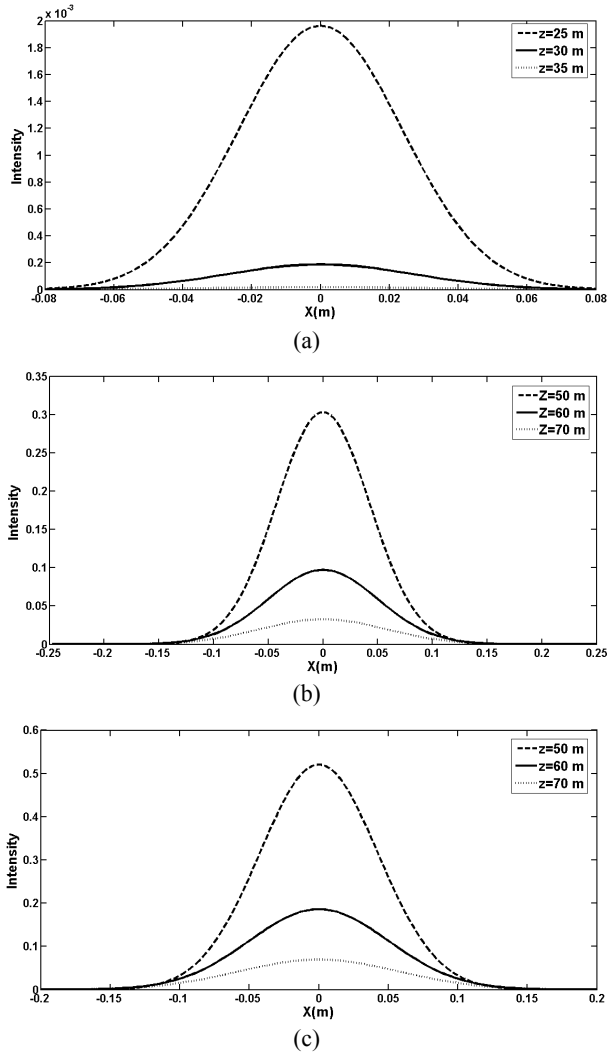 x 10⁻³
2
1.8
1.6
1.4
1.2
1
0.8
0.6
0.4
0.2
0
Intensity
z=25 m
z=30 m
z=35 m
-0.08 -0.06 -0.04 -0.02 0 0.02 0.04 0.06 0.08
X(m)
(a)
0.35
0.3
0.25
0.2
0.15
0.1
0.05
0
Intensity
Z=50 m
Z=60 m
Z=70 m
-0.25 -0.2 -0.15 -0.1 -0.05 0 0.05 0.1 0.15 0.2 0.25
X(m)
(b)
0.6
0.5
0.4
0.3
0.2
0.1
0
Intensity
z=50 m
z=60 m
z=70 m
-0.2 -0.15 -0.1 -0.05 0 0.05 0.1 0.15 0.2
X(m)
(c)